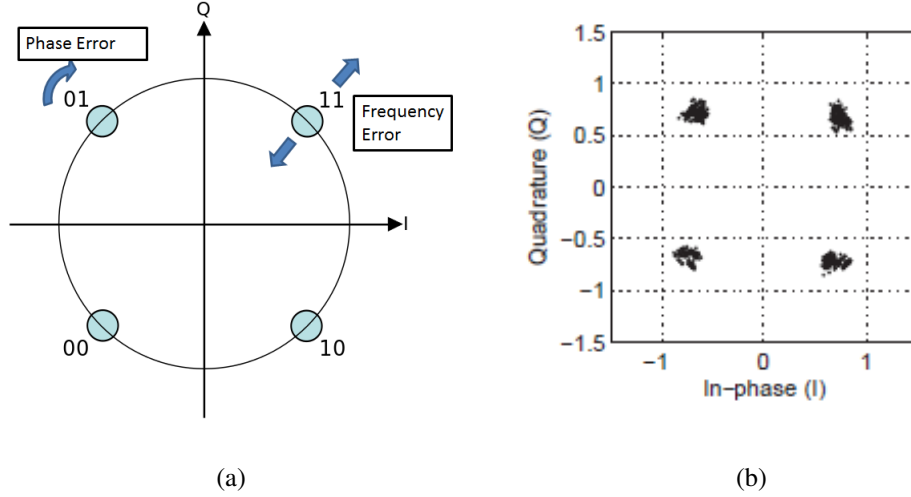 Q
Phase Error
01
11
Frequency
Error
I
00
10
(a)
1.5
1
0.5
0
−0.5
−1
−1.5
Quadrature (Q)
−1
0
1
In−phase (I)
(b)